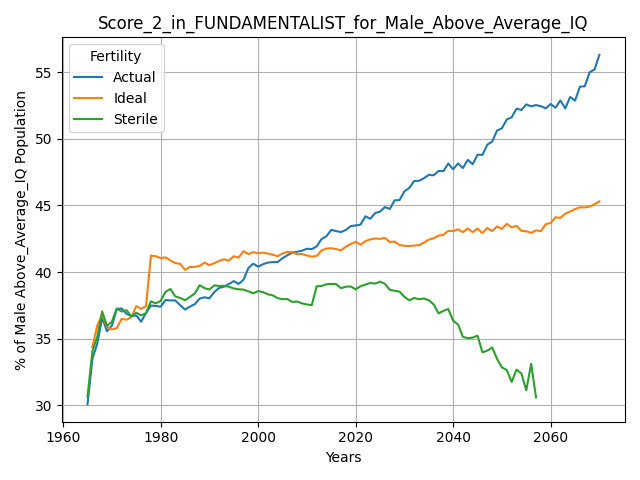 Score_2_in_FUNDAMENTALIST_for_Male_Above_Average_IQ
Fertility
Actual
Ideal
Sterile
% of Male Above_Average_IQ Population
55
50
45
40
35
30
1960
1980
2000
2020
2040
2060
Years